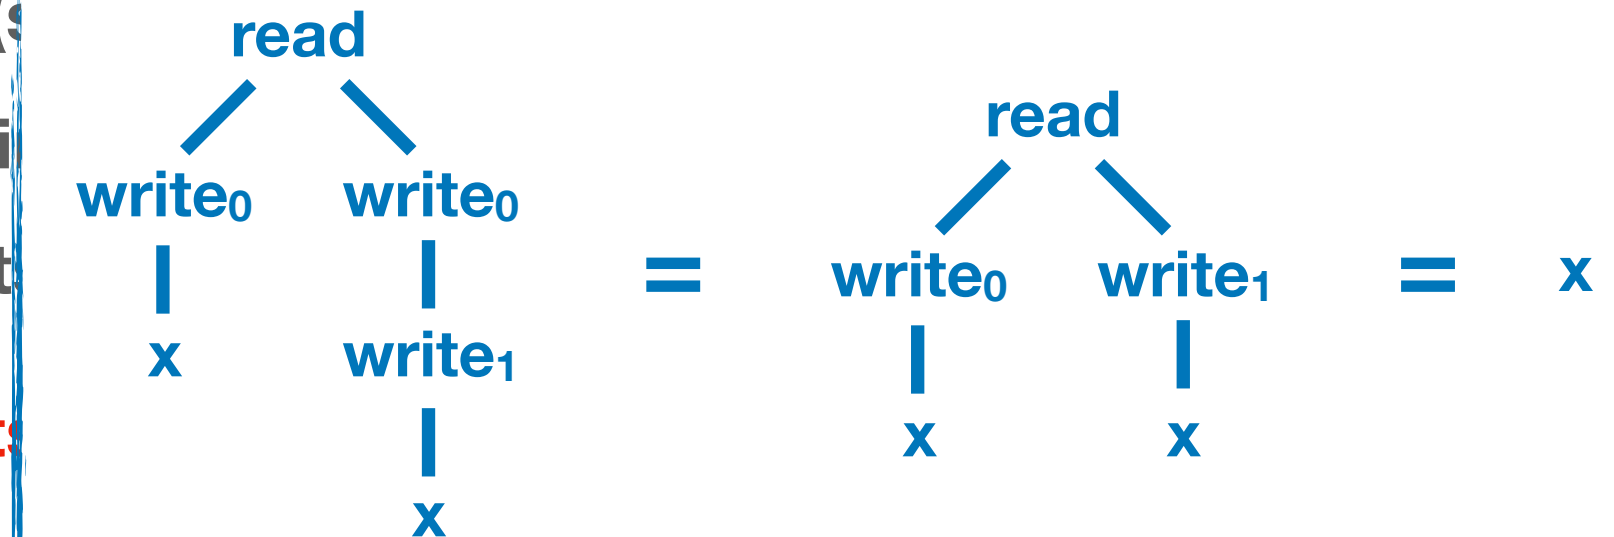 read
read
write₀ write₀
write₀ write₁ = = x
x write₁
x x
x